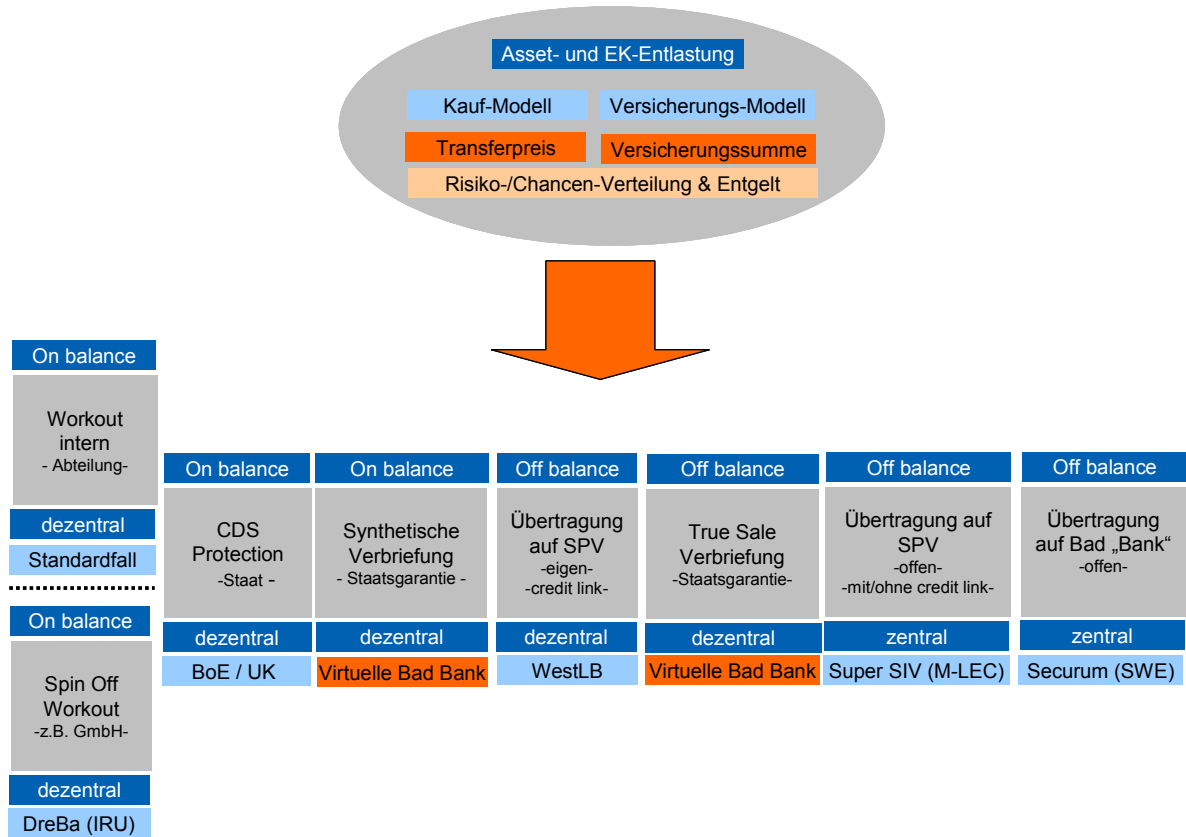 Asset- und EK-Entlastung
Kauf-Modell
Versicherungs-Modell
Transferpreis
Versicherungssumme
Risiko-/Chancen-Verteilung & Entgelt
On balance
Workout
intern
- Abteilung-
dezentral
Standardfall
On balance
Spin Off
Workout
-z.B. GmbH-
dezentral
DreBa (IRU)
On balance
CDS
Protection
-Staat -
dezentral
BoE / UK
On balance
Synthetische
Verbriefung
- Staatsgarantie -
dezentral
Virtuelle Bad Bank
Off balance
Übertragung
auf SPV
-eigen-
-credit link-
dezentral
WestLB
Off balance
True Sale
Verbriefung
-Staatsgarantie-
dezentral
Virtuelle Bad Bank
Off balance
Übertragung auf
SPV
-offen-
-mit/ohne credit link-
zentral
Super SIV (M-LEC)
Off balance
Übertragung
auf Bad „Bank“
-offen-
zentral
Securum (SWE)